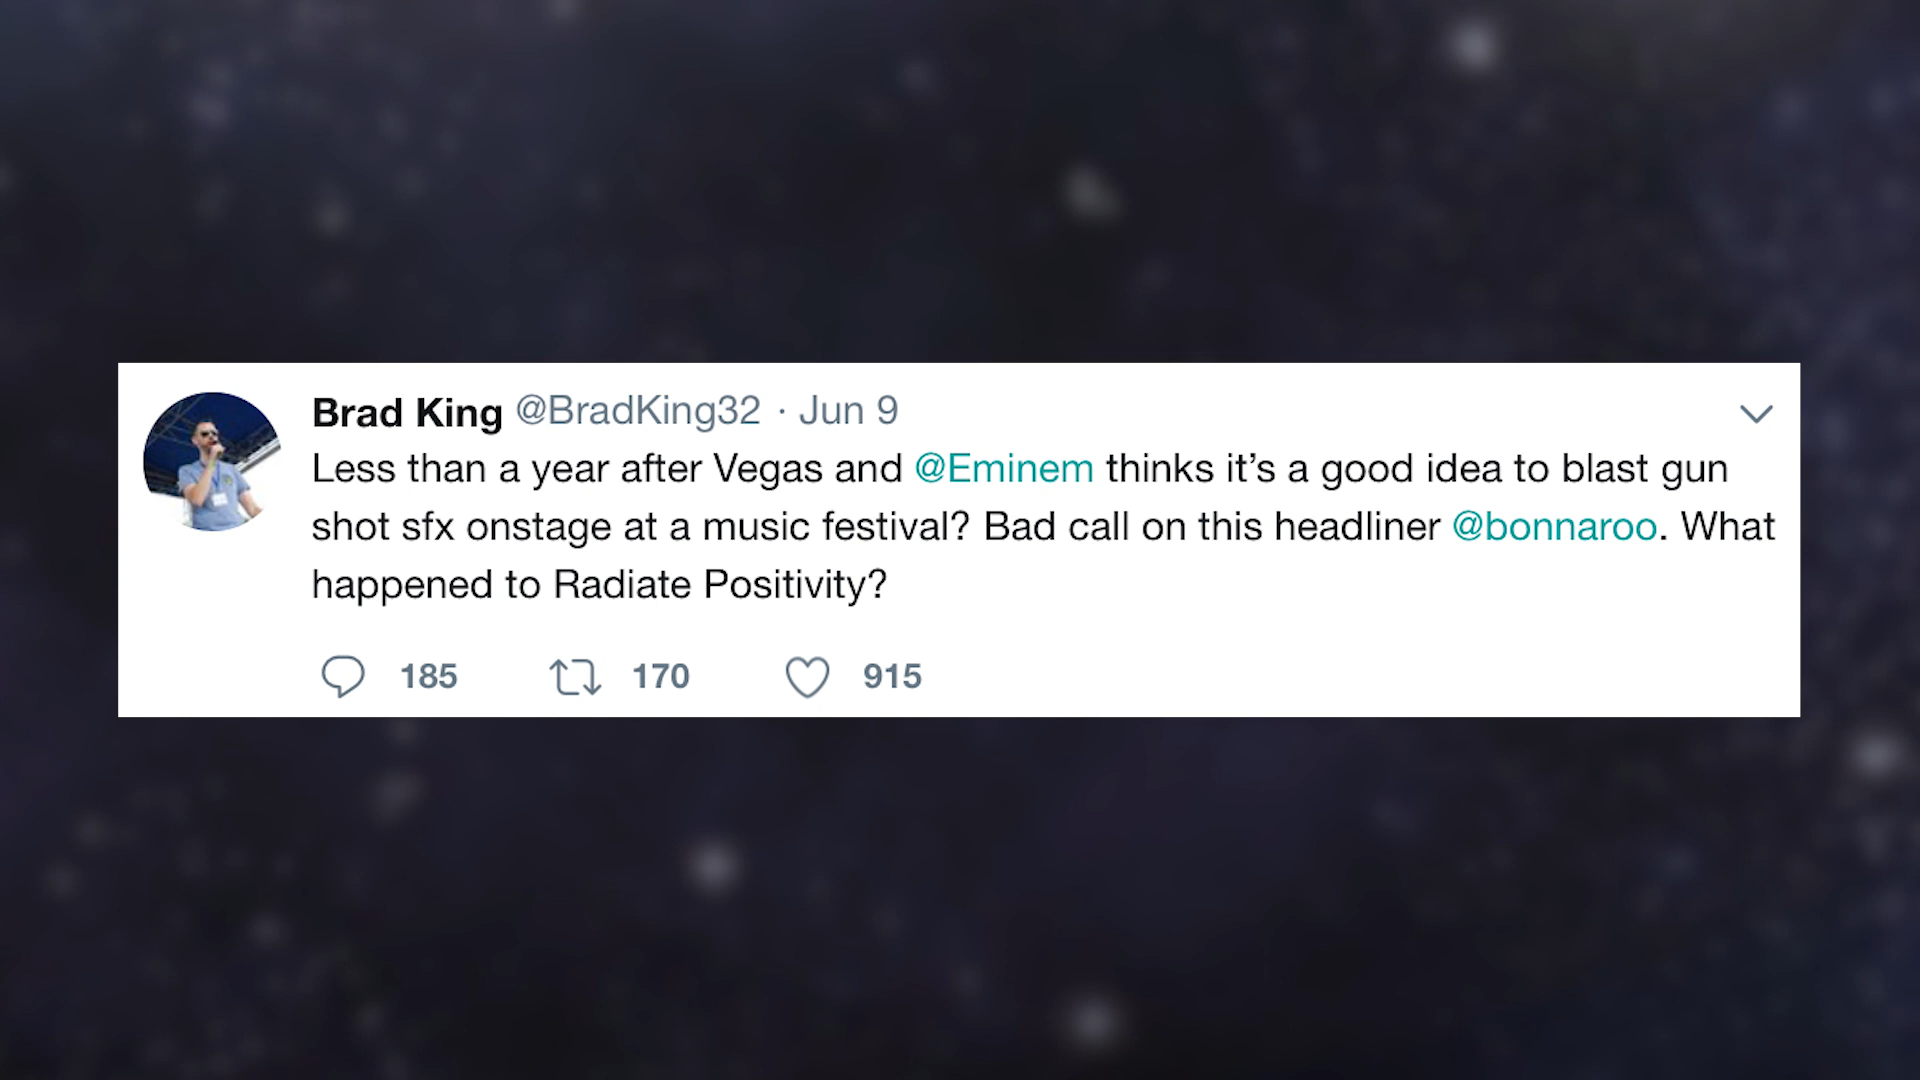 Brad King @BradKing32 · Jun 9
Less than a year after Vegas and @Eminem thinks it’s a good idea to blast gun
shot sfx onstage at a music festival? Bad call on this headliner @bonnaroo. What
happened to Radiate Positivity?
185 170 915